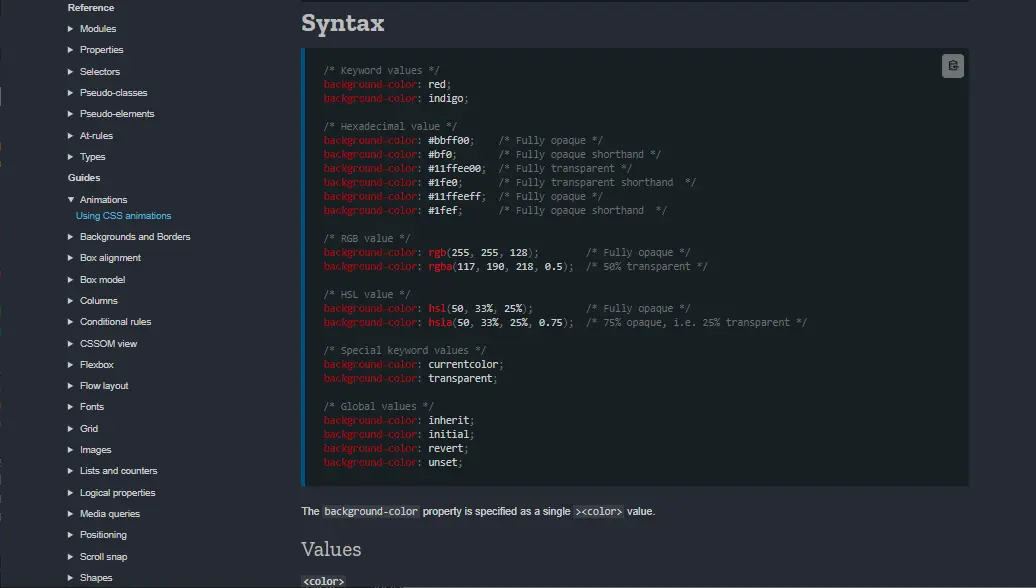 Reference
Modules
Properties
Selectors
Pseudo-classes
Pseudo-elements
At-rules
Types
Guides
Animations
Using CSS animations
Backgrounds and Borders
Box alignment
Box model
Columns
Conditional rules
CSSOM view
Flexbox
Flow layout
Fonts
Grid
Images
Lists and counters
Logical properties
Media queries
Positioning
Scroll snap
Shapes
Syntax
/* Keyword values */
background-color: red;
background-color: indigo;
/* Hexadecimal value */
background-color: #bbff00;    /* Fully opaque */
background-color: #bf0;       /* Fully opaque shorthand */
background-color: #11ffee00;  /* Fully transparent */
background-color: #1fe0;      /* Fully transparent shorthand  */
background-color: #11ffeeff;  /* Fully opaque */
background-color: #1fef;      /* Fully opaque shorthand  */
/* RGB value */
background-color: rgb(255, 255, 128);        /* Fully opaque */
background-color: rgba(117, 190, 218, 0.5);  /* 50% transparent */
/* HSL value */
background-color: hsl(50, 33%, 25%);         /* Fully opaque */
background-color: hsla(50, 33%, 25%, 0.75);  /* 75% opaque, i.e. 25% transparent */
/* Special keyword values */
background-color: currentcolor;
background-color: transparent;
/* Global values */
background-color: inherit;
background-color: initial;
background-color: revert;
background-color: unset;
The background-color property is specified as a single ><color> value.
Values
<color>